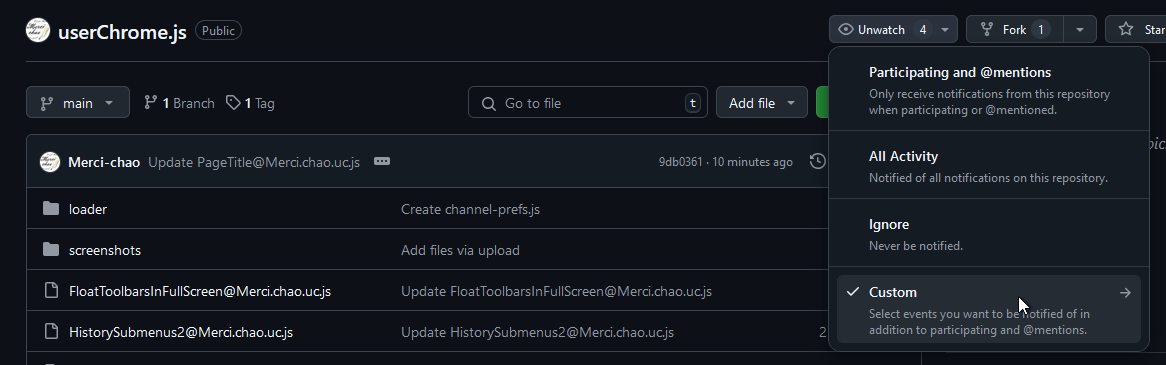 userChrome.js Public Unwatch 4 Fork 1 Star
main 1 Branch 1 Tag Go to file t Add file
Merci-chao Update PageTitle@Merci.chao.uc.js 9db0361 · 10 minutes ago
loader Create channel-prefs.js
screenshots Add files via upload
FloatToolbarsInFullScreen@Merci.chao.uc.js Update FloatToolbarsInFullScreen@Merci.chao.uc.js
HistorySubmenus2@Merci.chao.uc.js Update HistorySubmenus2@Merci.chao.uc.js 2
Participating and @mentions
Only receive notifications from this repository
when participating or @mentioned.
All Activity
Notified of all notifications on this repository.
Ignore
Never be notified.
Custom
Select events you want to be notified of in
addition to participating and @mentions.